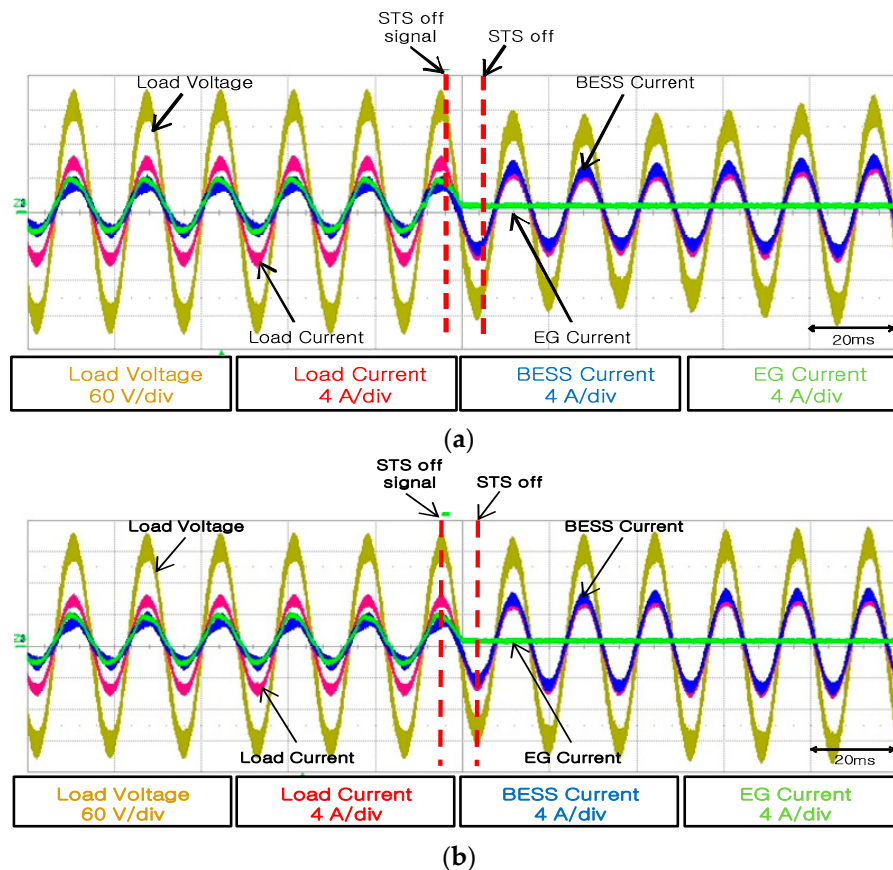 STS off
signal
STS off
Load Voltage
BESS Current
Load Current
EG Current
20ms
Load Voltage
60 V/div
Load Current
4 A/div
BESS Current
4 A/div
EG Current
4 A/div
(a)
STS off
signal
STS off
Load Voltage
BESS Current
Load Current
EG Current
20ms
Load Voltage
60 V/div
Load Current
4 A/div
BESS Current
4 A/div
EG Current
4 A/div
(b)